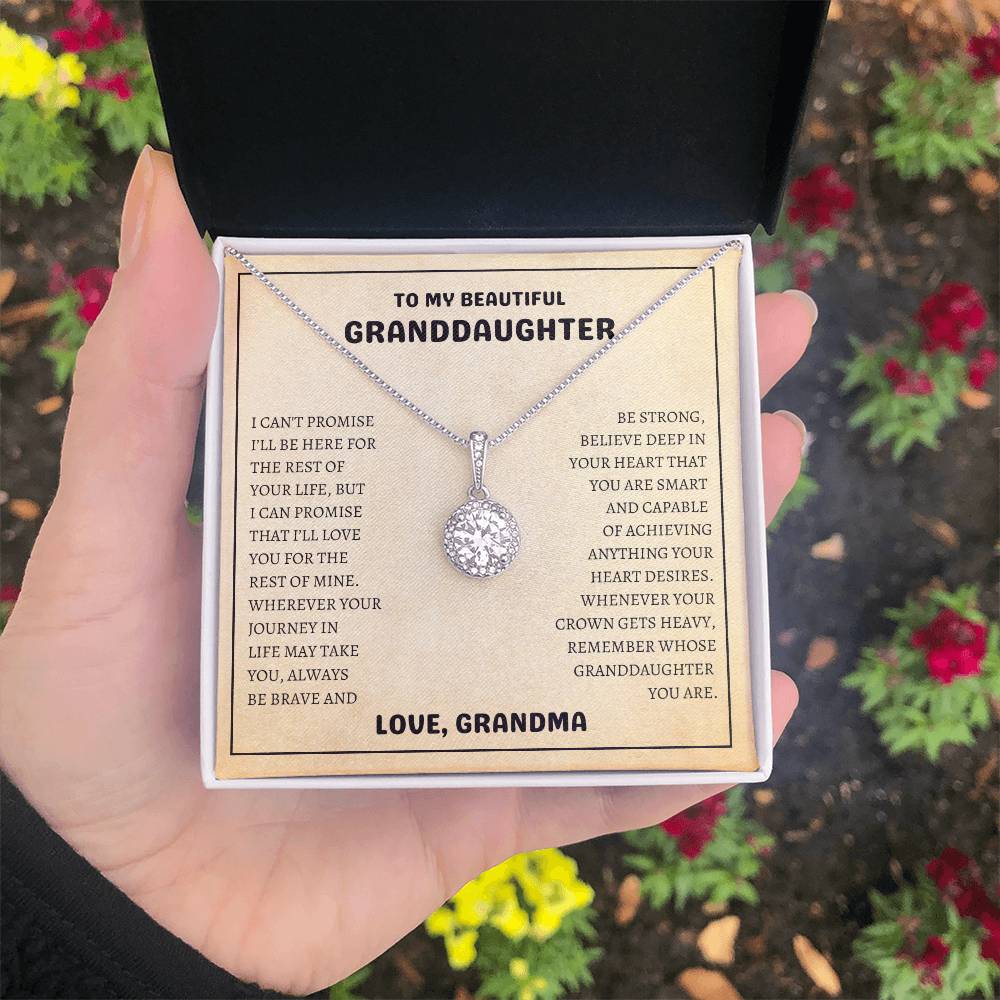 TO MY BEAUTIFUL
GRANDDAUGHTER
I CAN'T PROMISE
I'LL BE HERE FOR
THE REST OF
YOUR LIFE, BUT
I CAN PROMISE
THAT I'LL LOVE
YOU FOR THE
REST OF MINE.
WHEREVER YOUR
JOURNEY IN
LIFE MAY TAKE
YOU, ALWAYS
BE BRAVE AND
BE STRONG,
BELIEVE DEEP IN
YOUR HEART THAT
YOU ARE SMART
AND CAPABLE
OF ACHIEVING
ANYTHING YOUR
HEART DESIRES.
WHENEVER YOUR
CROWN GETS HEAVY,
REMEMBER WHOSE
GRANDDAUGHTER
YOU ARE.
LOVE, GRANDMA